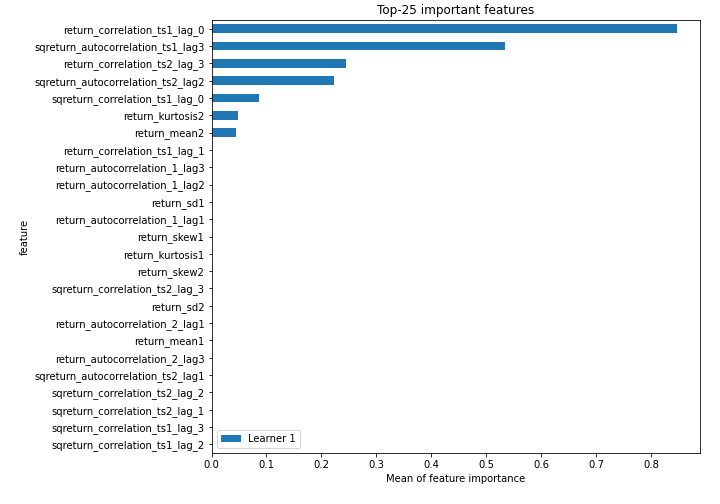 Top-25 important features
return_correlation_ts1_lag_0
sqreturn_autocorrelation_ts1_lag3
return_correlation_ts2_lag_3
sqreturn_autocorrelation_ts2_lag2
sqreturn_correlation_ts1_lag_0
return_kurtosis2
return_mean2
return_correlation_ts1_lag_1
return_autocorrelation_1_lag3
return_autocorrelation_1_lag2
return_sd1
return_autocorrelation_1_lag1
return_skew1
return_kurtosis1
return_skew2
sqreturn_correlation_ts2_lag_3
return_sd2
return_autocorrelation_2_lag1
return_mean1
return_autocorrelation_2_lag3
sqreturn_autocorrelation_ts2_lag1
sqreturn_correlation_ts2_lag_2
sqreturn_correlation_ts2_lag_1
sqreturn_correlation_ts1_lag_3
sqreturn_correlation_ts1_lag_2
feature
Learner 1
0.0 0.1 0.2 0.3 0.4 0.5 0.6 0.7 0.8
Mean of feature importance